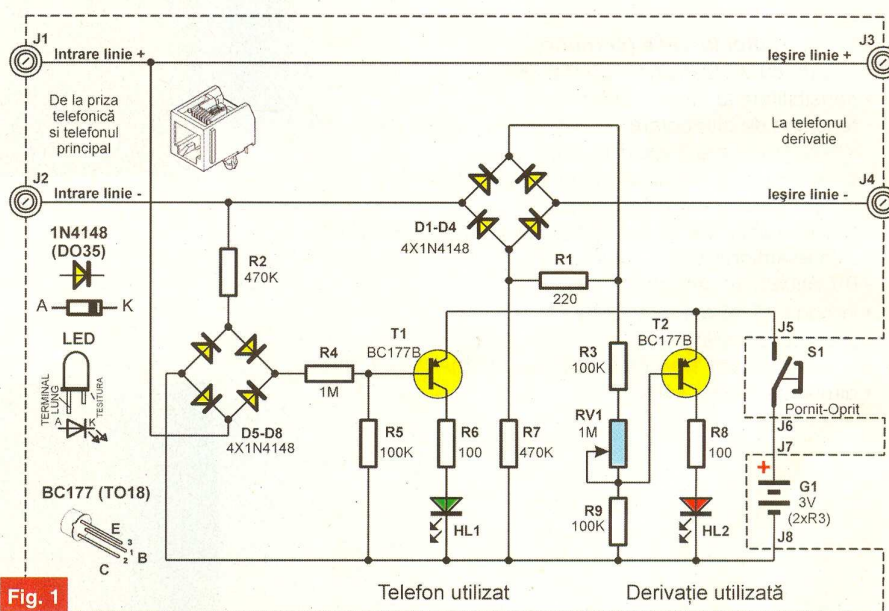 J1
Intrare linie +
J3
Ieșire linie +
De la priza
telefonică
si telefonul
principal
La telefonul
derivatie
J2
Intrare linie -
J4
Ieșire linie -
1N4148
(DO35)
A
K
D1-D4
4X1N4148
R2
470K
R1
220
T1
BC177B
T2
BC177B
J5
S1
Pornit-Oprit
J6
J7
LED
TERMINAL
LUNG
TESITURA
A
K
R4
1M
R3
100K
RV1
1M
D5-D8
4X1N4148
R5
100K
R6
100
R7
470K
R8
100
+
G1
3V
(2xR3)
J8
R9
100K
HL1
HL2
BC177 (TO18)
E
3
1
B
2
C
Fig. 1
Telefon utilizat
Derivație utilizată